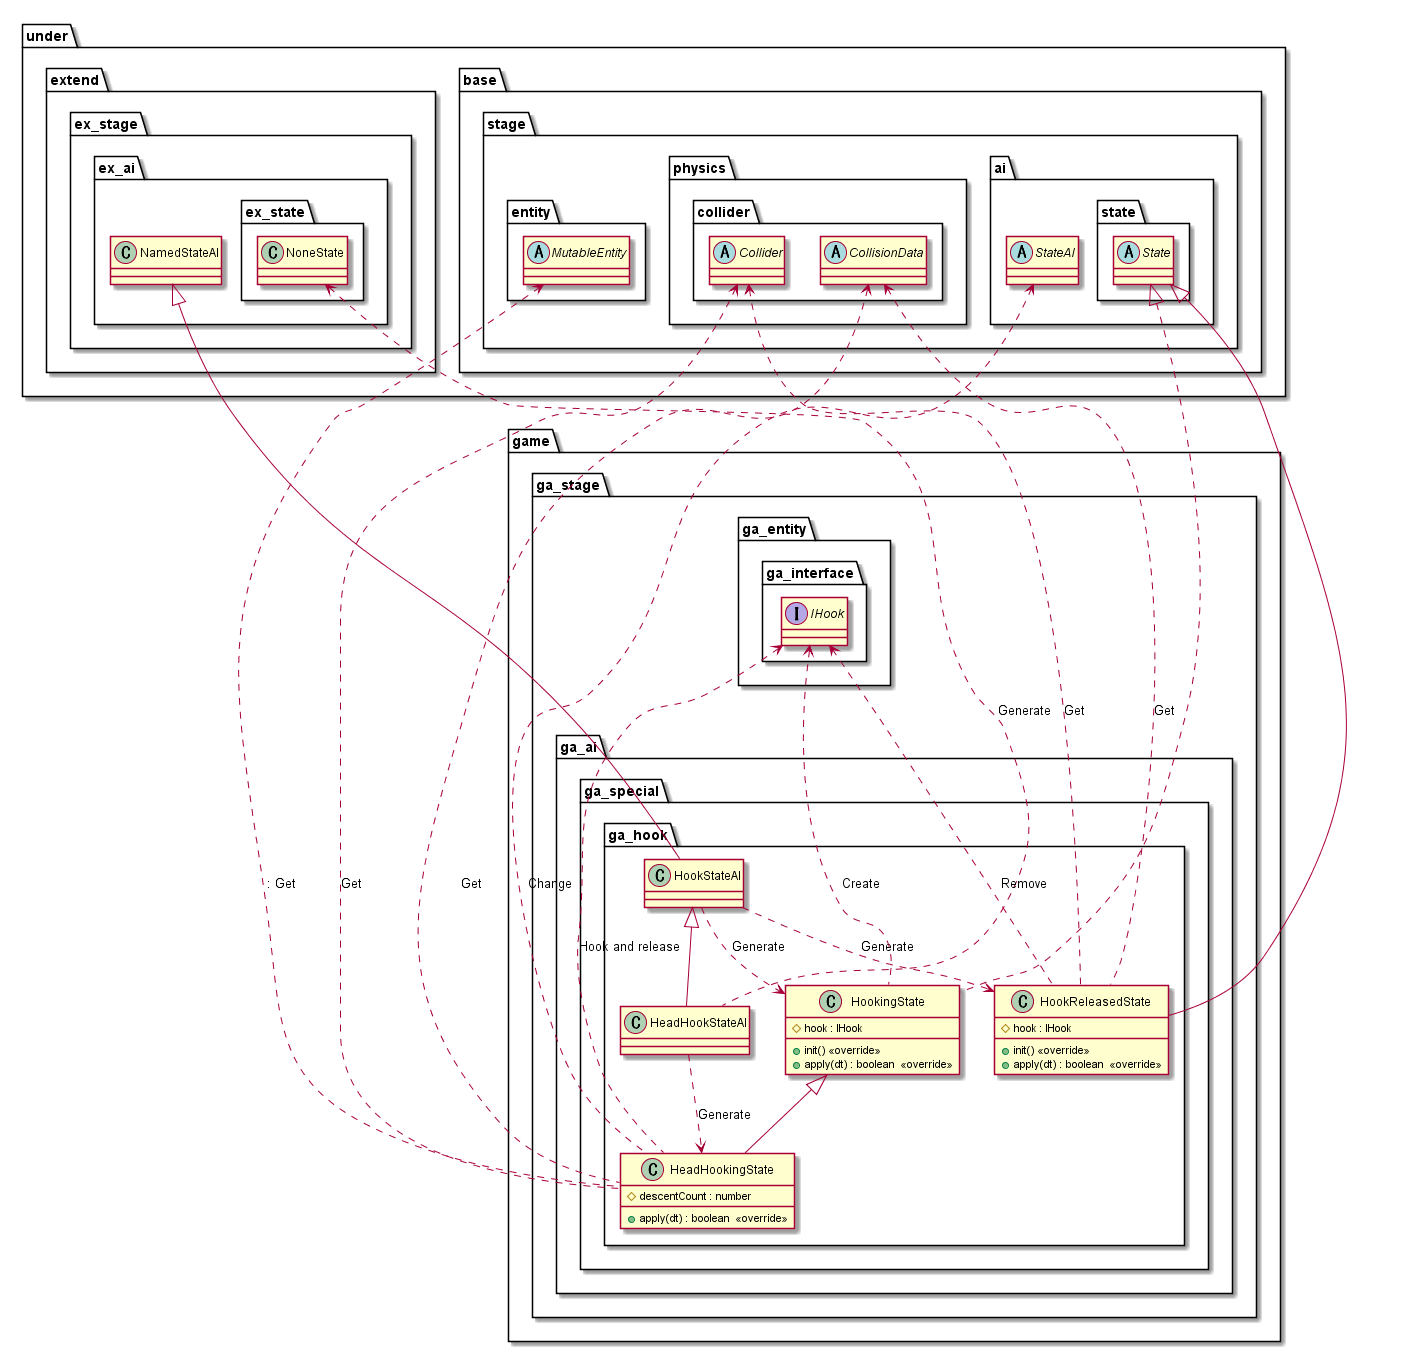 under
extend
base
ex_stage
stage
ex_ai
physics
ai
ex_state
entity
collider
state
C NamedStateAI
C NoneState
A MutableEntity
A Collider
A CollisionData
A StateAI
A State
game
ga_stage
ga_entity
ga_interface
I IHook
Generate
Get
Get
ga_ai
ga_special
ga_hook
C HookStateAI
: Get
Get
Get
Change
Create
Remove
Hook and release
Generate
Generate
C HeadHookStateAI
C HookingState
hook : IHook
init() «override»
apply(dt) : boolean «override»
C HookReleasedState
hook : IHook
init() «override»
apply(dt) : boolean «override»
Generate
C HeadHookingState
descentCount : number
apply(dt) : boolean «override»